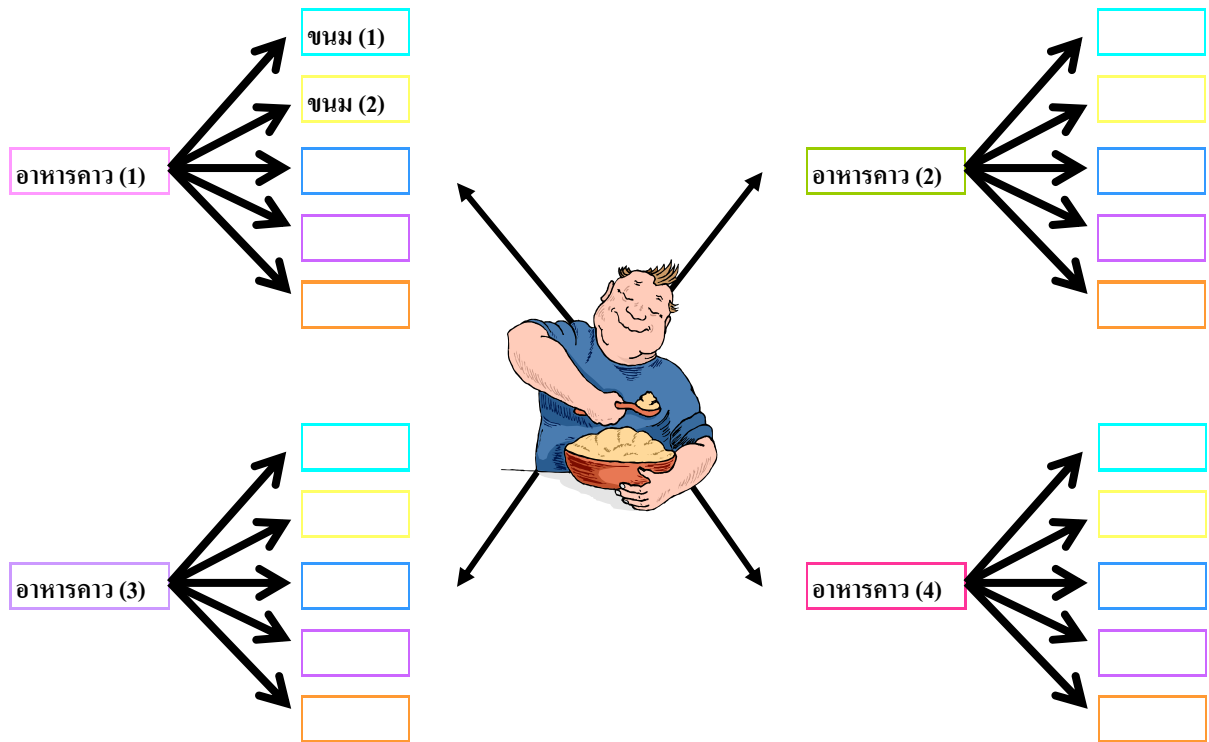 ขนม (1)
ขนม (2)
อาหารคาว (1)
อาหารคาว (2)
อาหารคาว (3)
อาหารคาว (4)